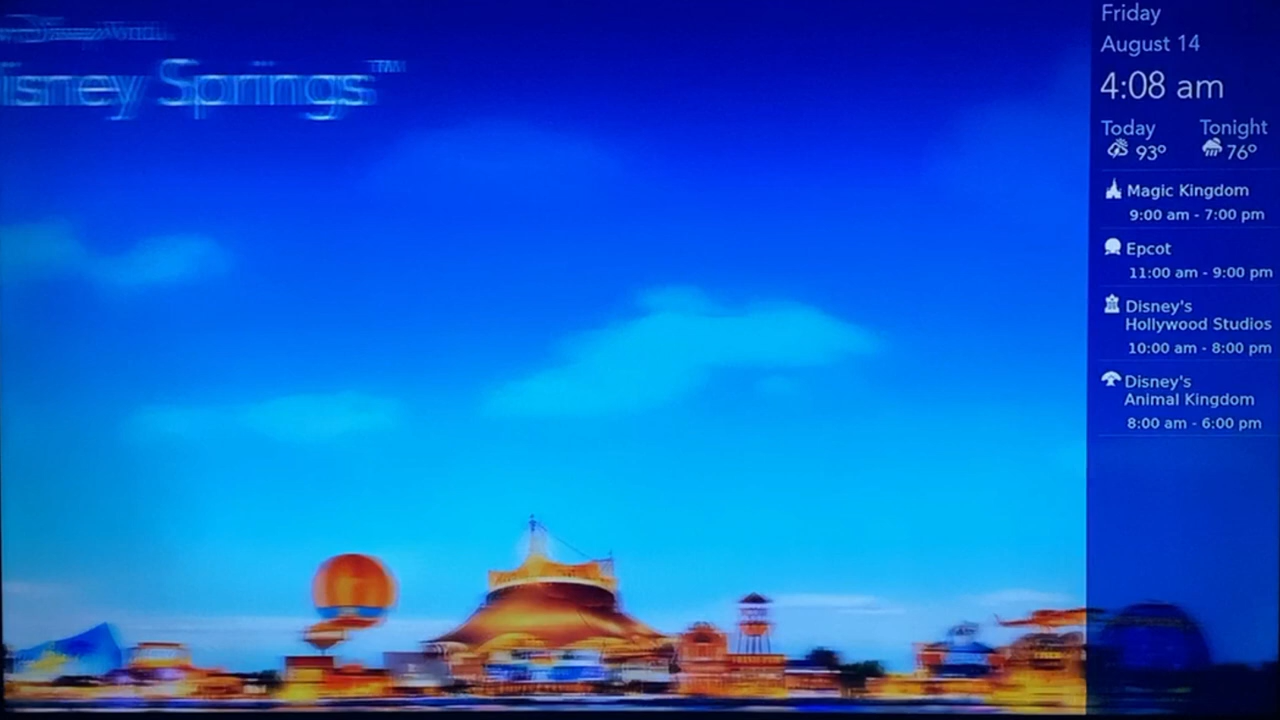 isney Springs™
Friday
August 14
4:08 am
Today Tonight
93° 76°
Magic Kingdom
9:00 am - 7:00 pm
Epcot
11:00 am - 9:00 pm
Disney's
Hollywood Studios
10:00 am - 8:00 pm
Disney's
Animal Kingdom
8:00 am - 6:00 pm